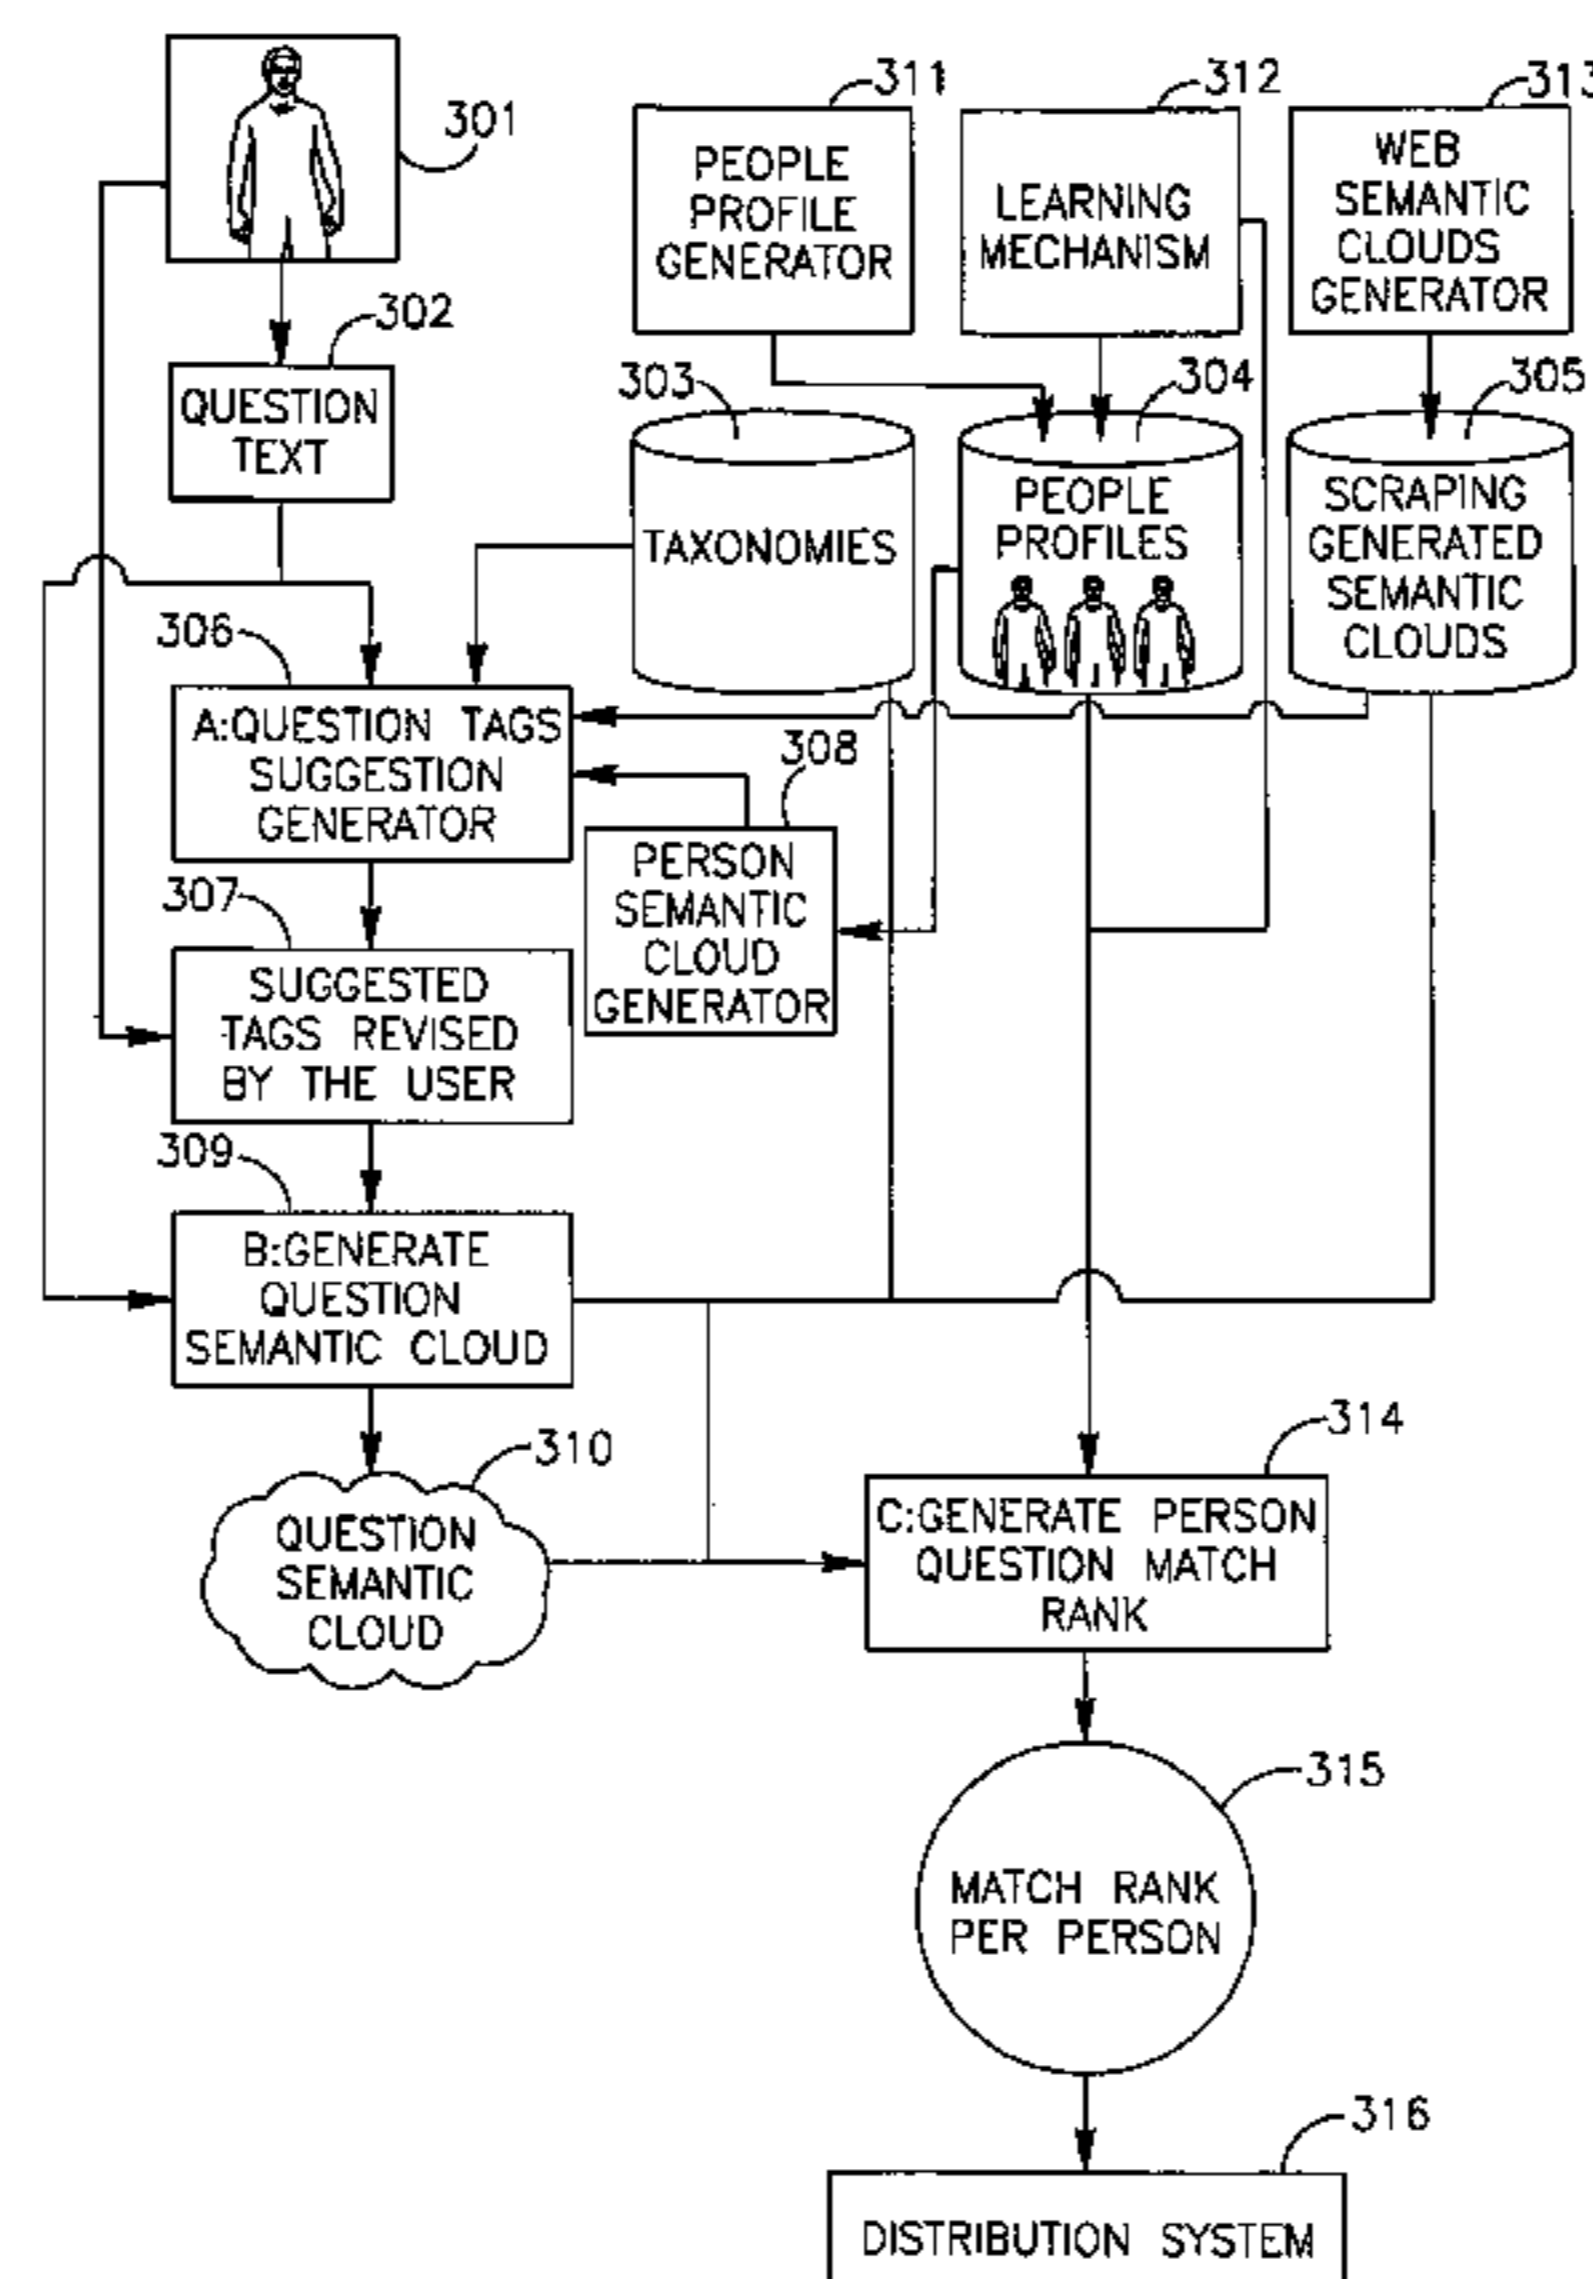 301
311
312
313
PEOPLE
PROFILE
GENERATOR
LEARNING
MECHANISM
WEB
SEMANTIC
CLOUDS
GENERATOR
302
QUESTION
TEXT
303
304
305
TAXONOMIES
PEOPLE
PROFILES
SCRAPING
GENERATED
SEMANTIC
CLOUDS
306
A:QUESTION TAGS
SUGGESTION
GENERATOR
308
PERSON
SEMANTIC
CLOUD
GENERATOR
307
SUGGESTED
TAGS REVISED
BY THE USER
309
B:GENERATE
QUESTION
SEMANTIC CLOUD
310
QUESTION
SEMANTIC
CLOUD
314
C:GENERATE PERSON
QUESTION MATCH
RANK
315
MATCH RANK
PER PERSON
316
DISTRIBUTION SYSTEM